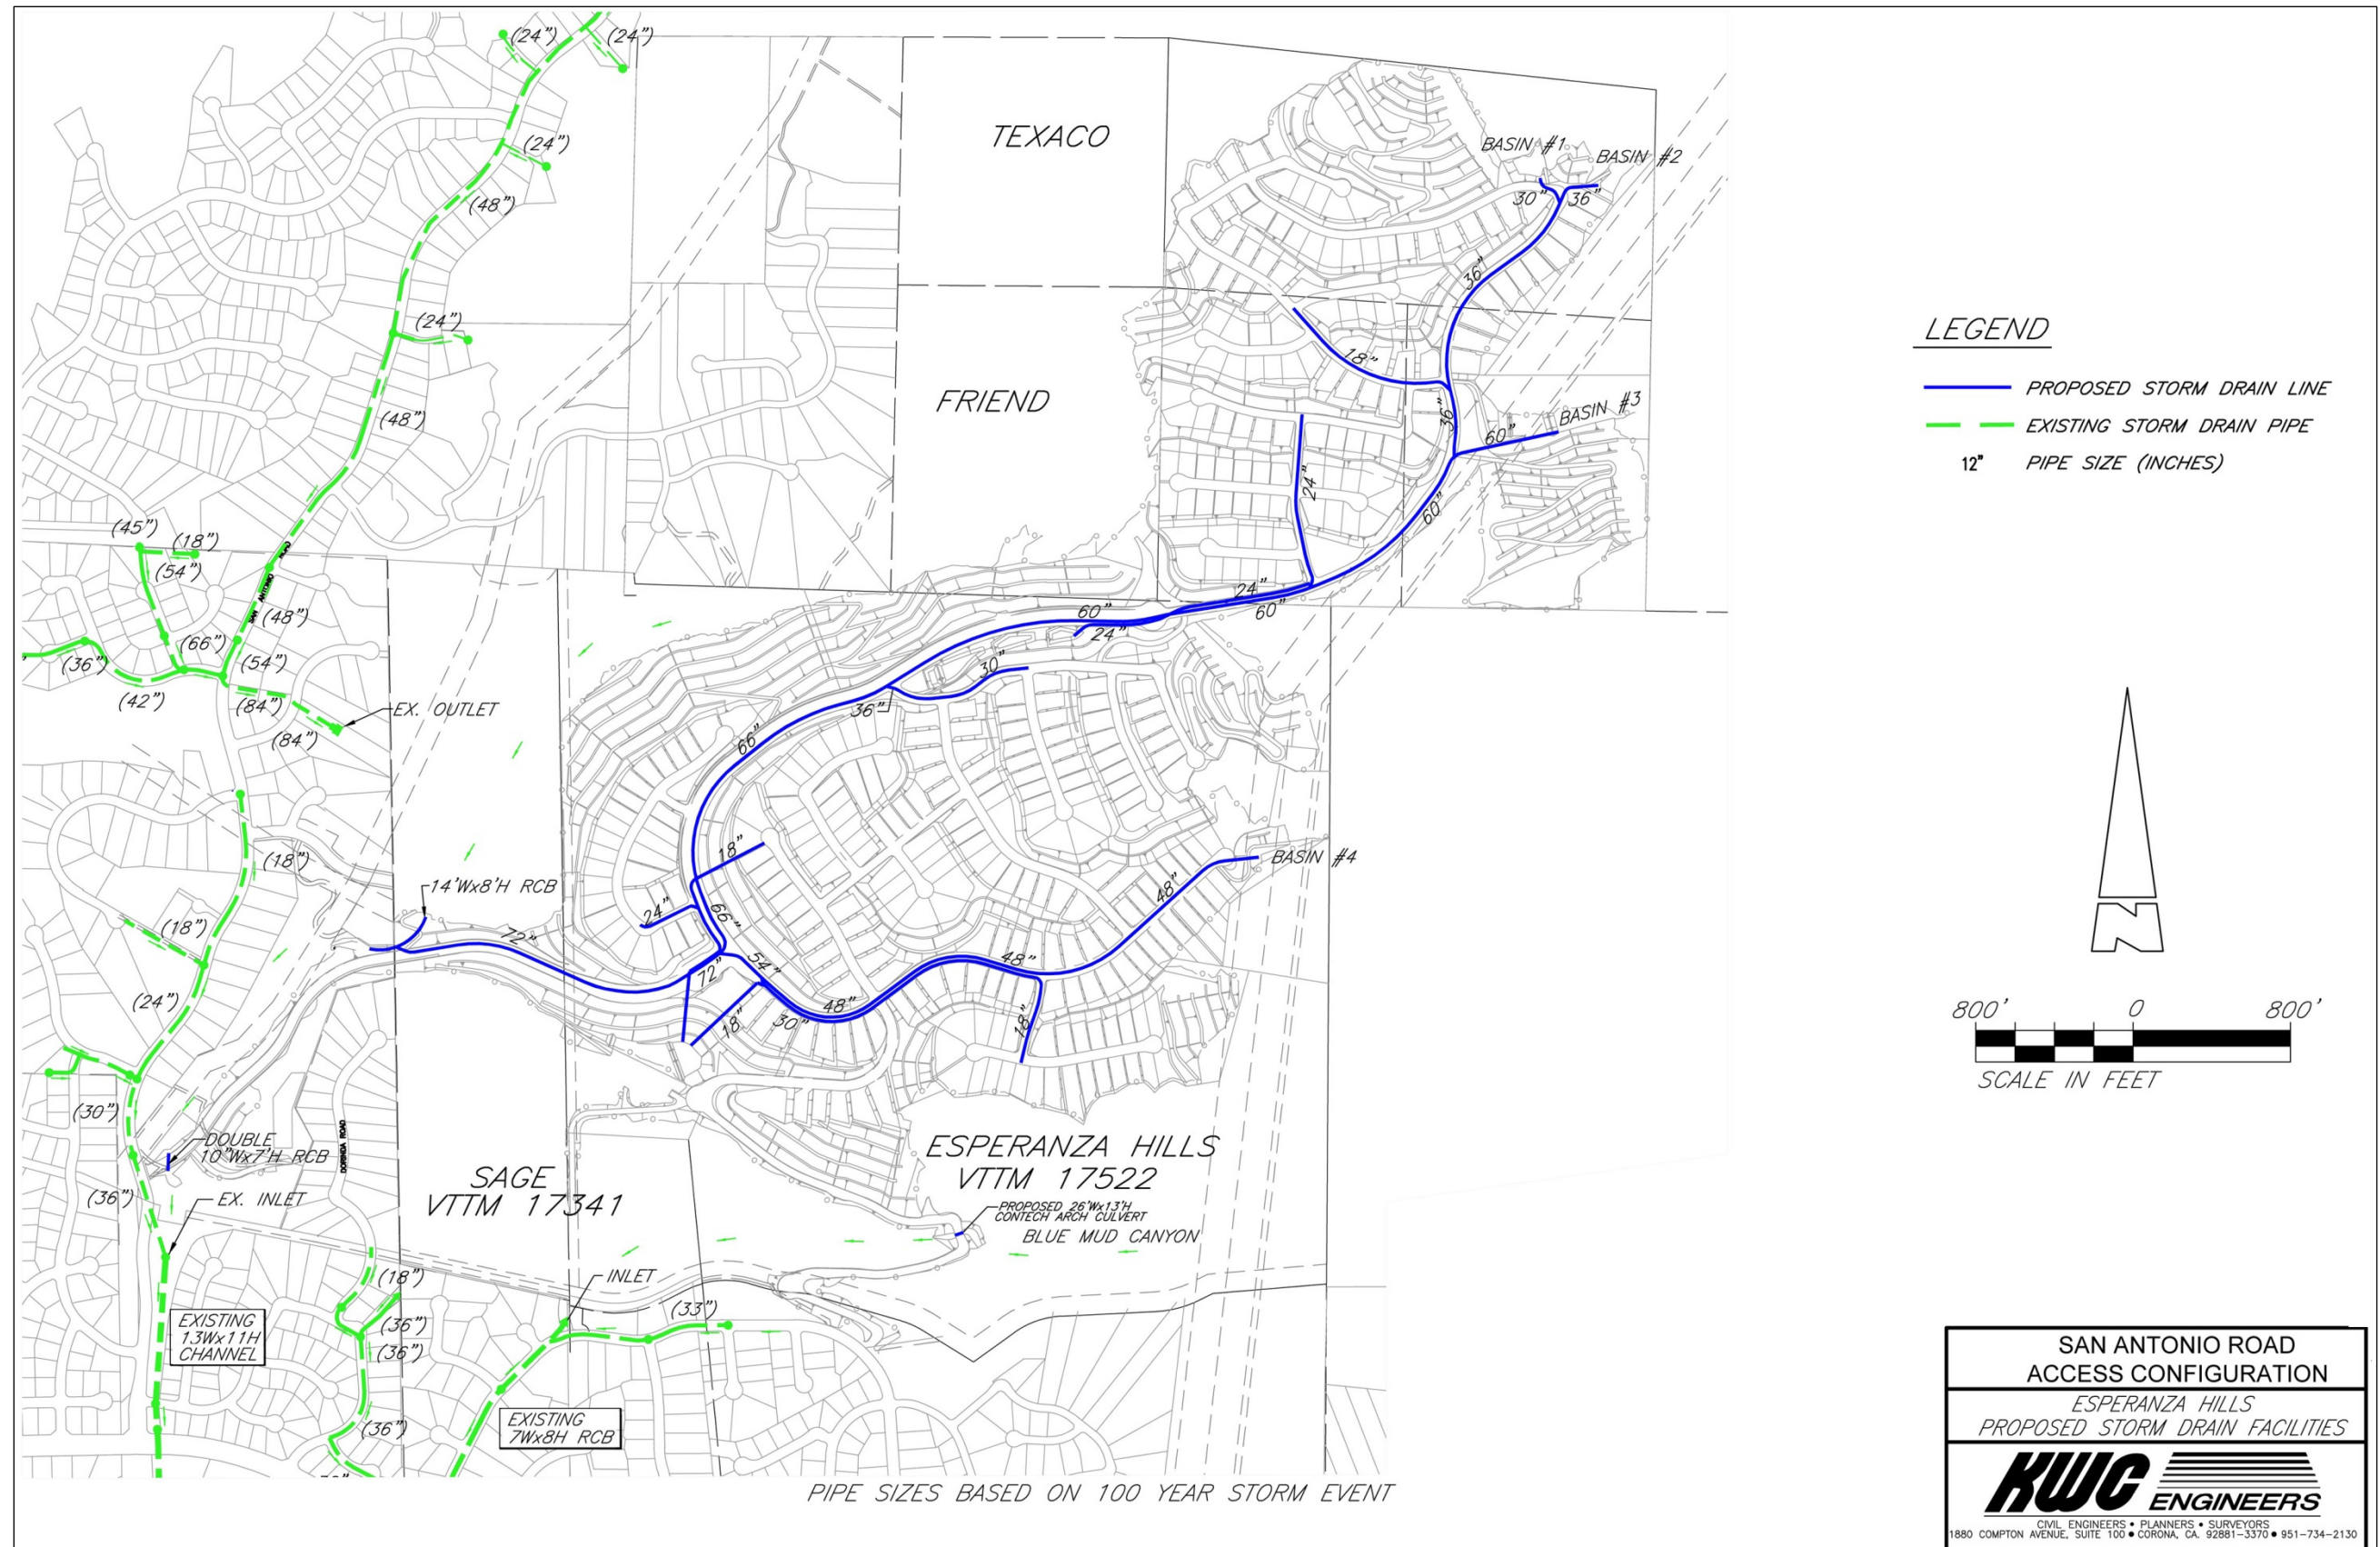 (24")
(24")
(24")
(48")
(24")
(48")
(45")
(18")
(54")
SAN ANTONIO ROAD
(48")
(66")
(54")
(36")
(42")
(84")
EX. OUTLET
(84")
(18")
(18")
(24")
(30")
DOUBLE
10"Wx7'H RCB
(36")
EX. INLET
DORINDA ROAD
EXISTING
13Wx11H
CHANNEL
(18")
(36")
(36")
(36")
INLET
(33")
EXISTING
7Wx8H RCB
TEXACO
FRIEND
BASIN #1
BASIN #2
30"
36"
36"
18"
36"
BASIN #3
60"
24"
60"
24"
60"
60"
24"
30"
36"
66"
18"
24"
66"
BASIN #4
48"
14'Wx8'H RCB
72"
72"
54"
48"
48"
18"
30"
18"
SAGE
VTTM 17341
ESPERANZA HILLS
VTTM 17522
PROPOSED 26'Wx13'H
CONTECH ARCH CULVERT
BLUE MUD CANYON
PIPE SIZES BASED ON 100 YEAR STORM EVENT
LEGEND
PROPOSED STORM DRAIN LINE
EXISTING STORM DRAIN PIPE
12" PIPE SIZE (INCHES)
N
800' 0 800'
SCALE IN FEET
SAN ANTONIO ROAD
ACCESS CONFIGURATION
ESPERANZA HILLS
PROPOSED STORM DRAIN FACILITIES
KWC
ENGINEERS
CIVIL ENGINEERS • PLANNERS • SURVEYORS
1880 COMPTON AVENUE, SUITE 100 • CORONA, CA. 92881-3370 • 951-734-2130